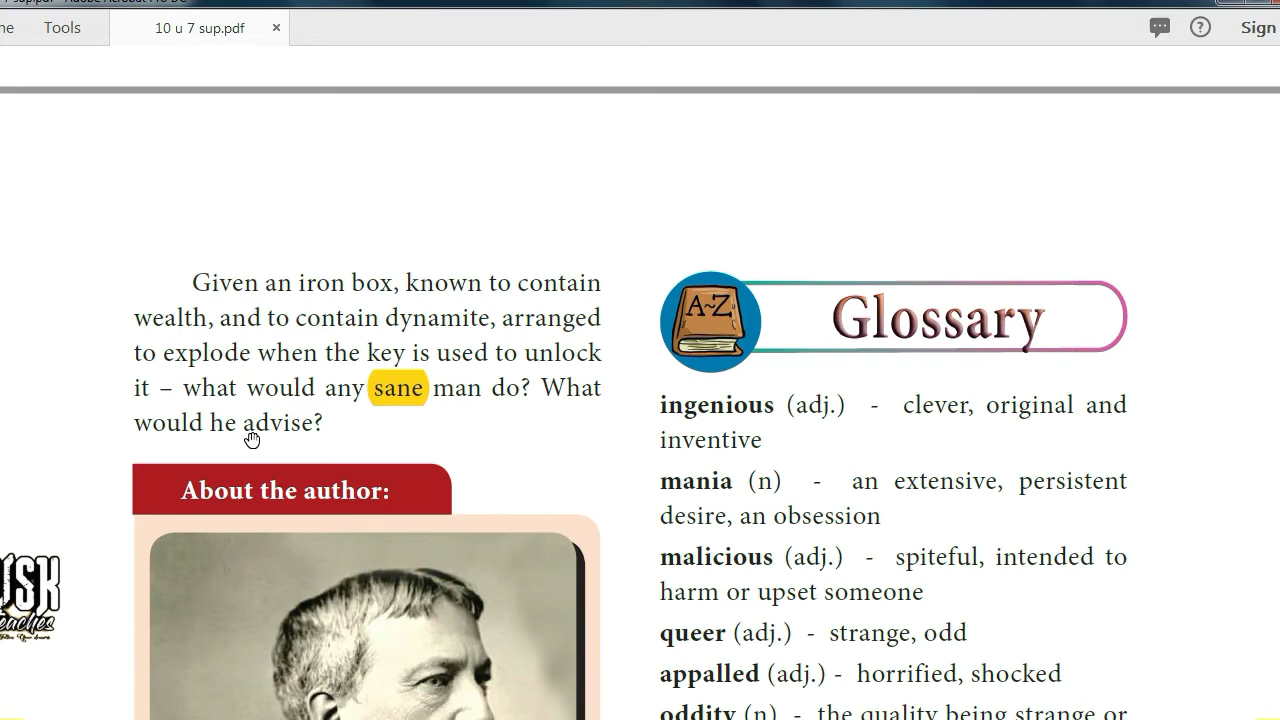 Tools
10 u 7 sup.pdf
×
?
Sign
Given an iron box, known to contain
wealth, and to contain dynamite, arranged
to explode when the key is used to unlock
it – what would any sane man do? What
would he advise?
About the author:
A~Z
Glossary
ingenious (adj.) - clever, original and
inventive
mania (n) - an extensive, persistent
desire, an obsession
malicious (adj.) - spiteful, intended to
harm or upset someone
queer (adj.) - strange, odd
appalled (adj.) - horrified, shocked
oddity (n) - the quality being strange or